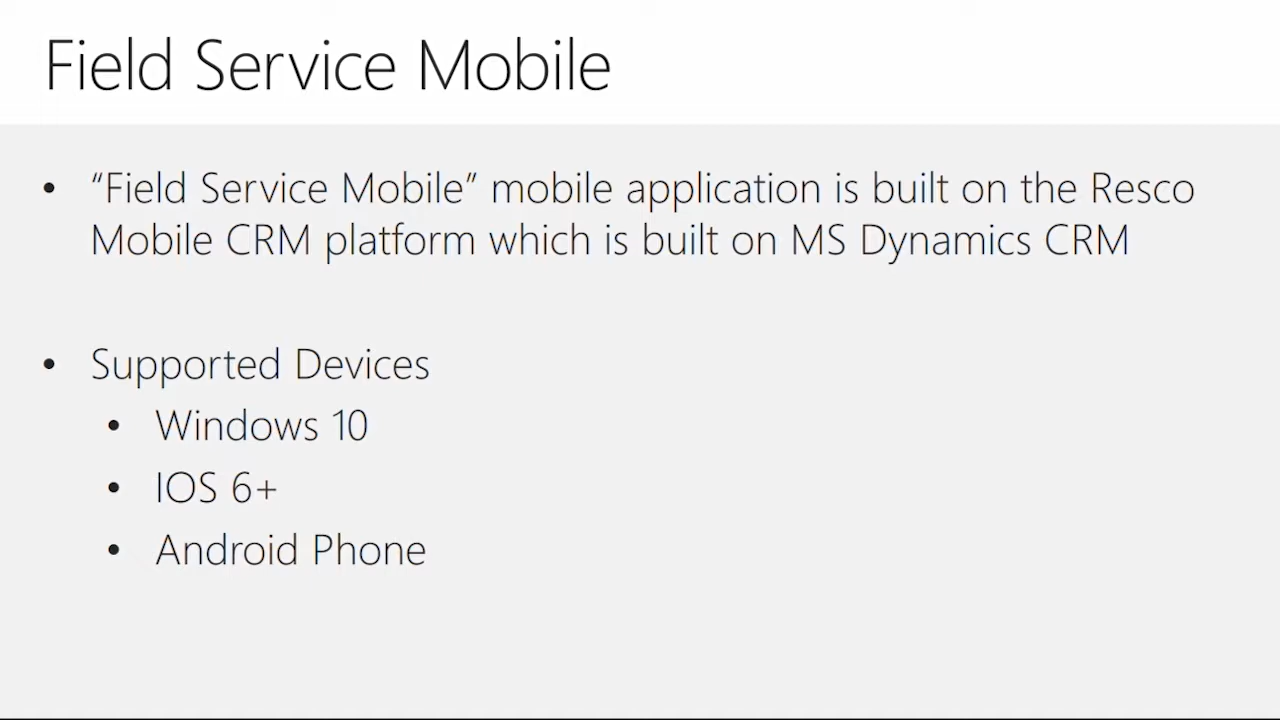 Field Service Mobile
• “Field Service Mobile” mobile application is built on the Resco
Mobile CRM platform which is built on MS Dynamics CRM
• Supported Devices
• Windows 10
• IOS 6+
• Android Phone